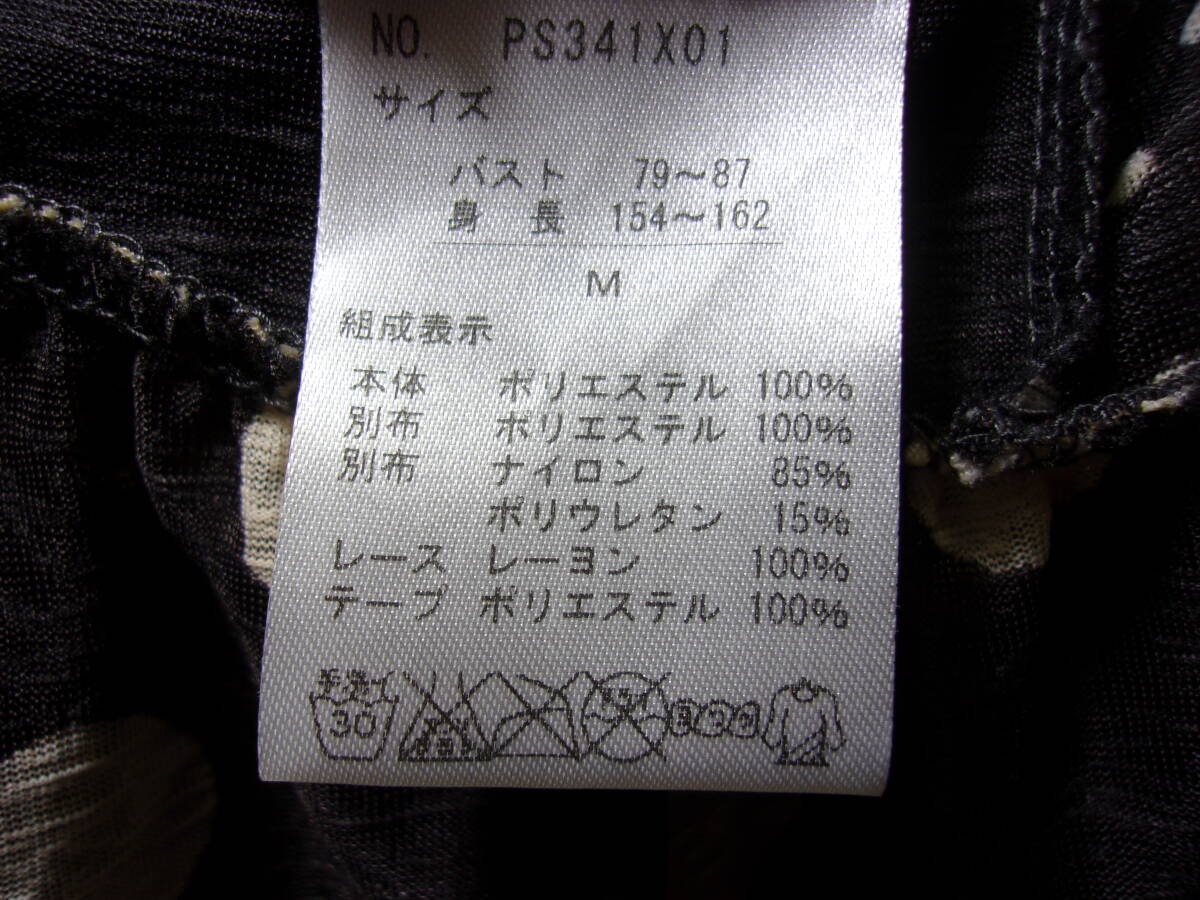 NO. PS341X01
サイズ
バスト 79～87
身長 154～162
M
組成表示
本体 ポリエステル 100%
別布 ポリエステル 100%
別布 ナイロン 85%
ポリウレタン 15%
レース レーヨン 100%
テープ ポリエステル 100%
手洗イ
30